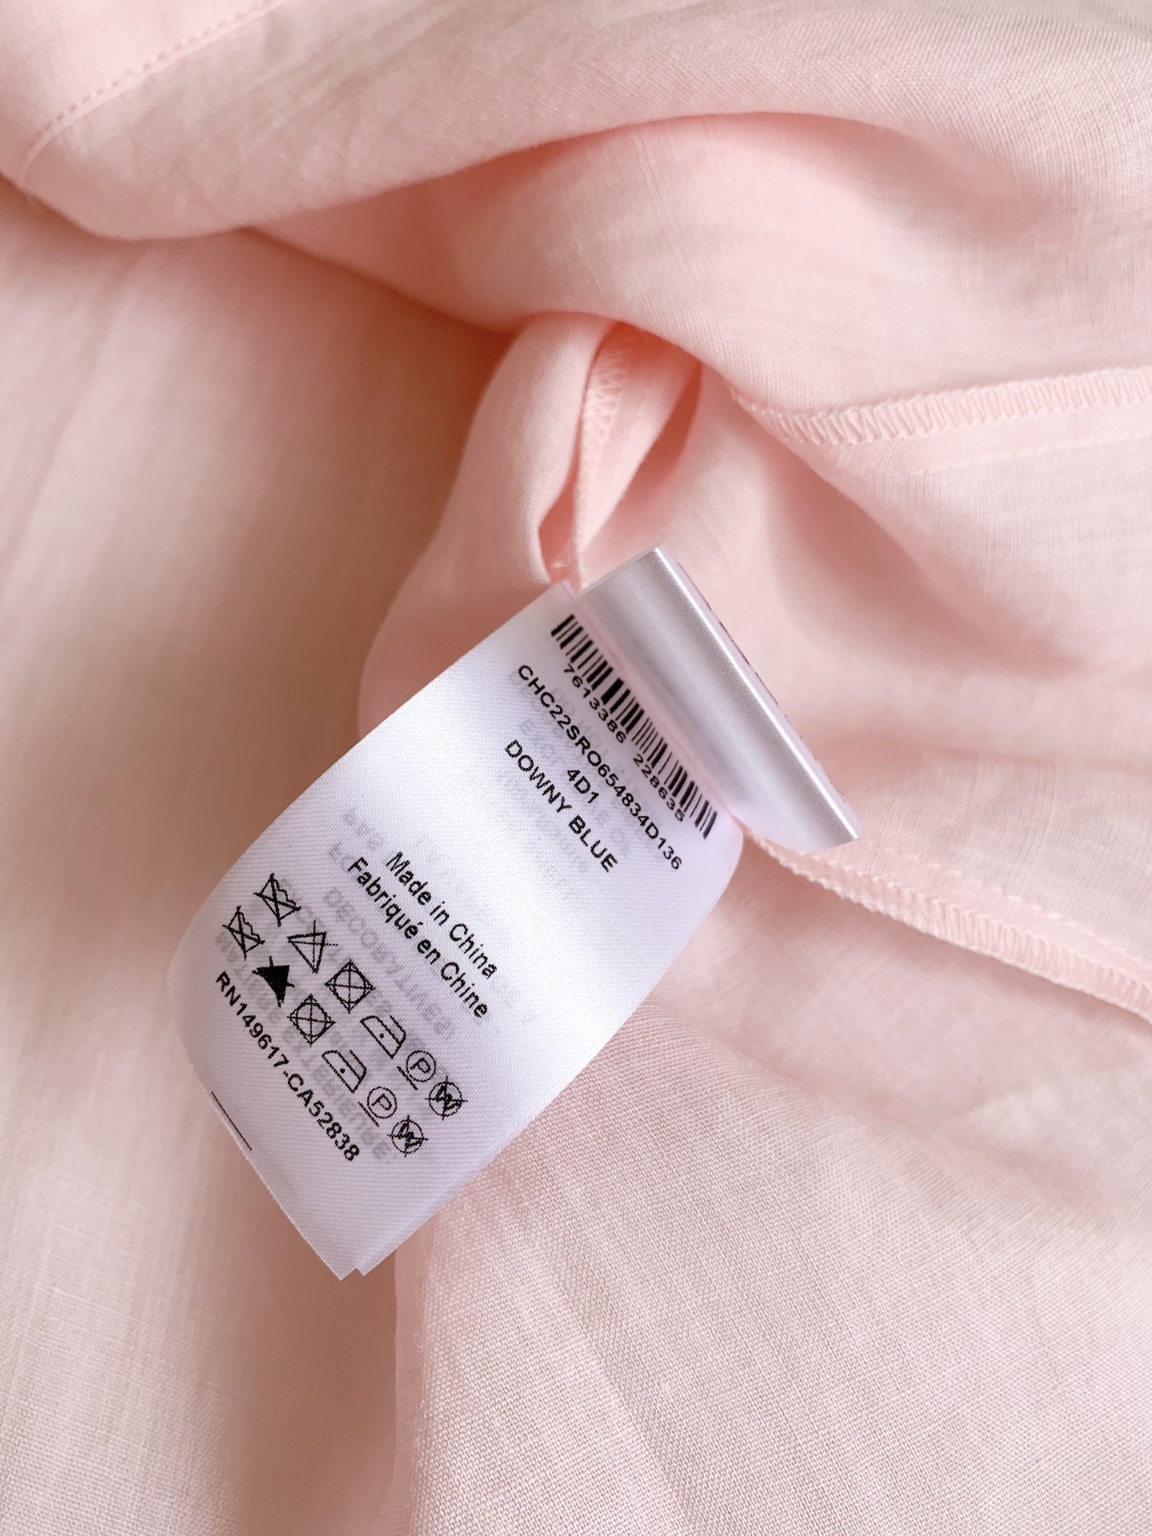 7613386 228635
CHC22SRO654834D136
4D1
DOWNY BLUE
Made in China
Fabriqué en Chine
P W
P W
RN149617-CA52838